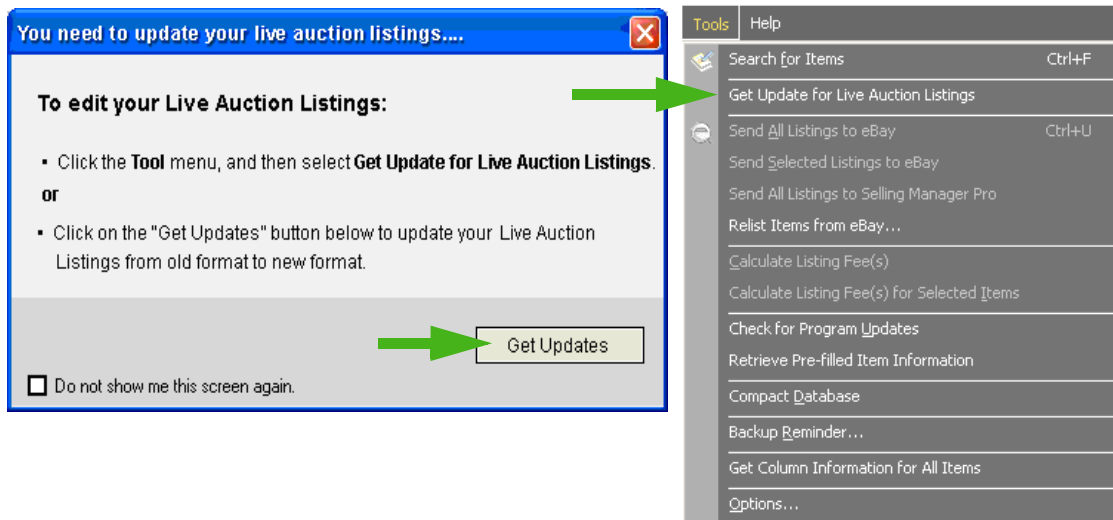 You need to update your live auction listings....
To edit your Live Auction Listings:
▪ Click the Tool menu, and then select Get Update for Live Auction Listings.
or
▪ Click on the "Get Updates" button below to update your Live Auction
Listings from old format to new format.
Get Updates
Do not show me this screen again.
Tools Help
Search for Items Ctrl+F
Get Update for Live Auction Listings
Send All Listings to eBay Ctrl+U
Send Selected Listings to eBay
Send All Listings to Selling Manager Pro
Relist Items from eBay...
Calculate Listing Fee(s)
Calculate Listing Fee(s) for Selected Items
Check for Program Updates
Retrieve Pre-filled Item Information
Compact Database
Backup Reminder...
Get Column Information for All Items
Options...